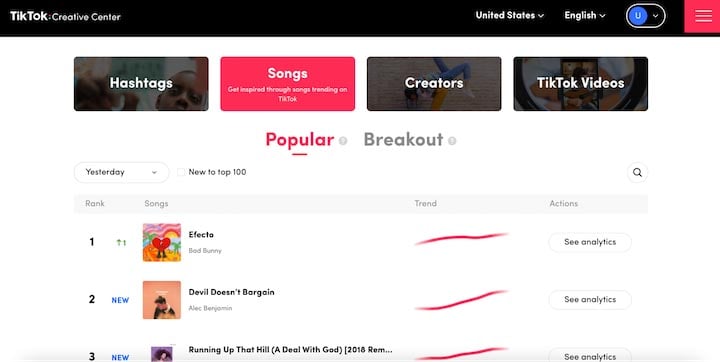 TikTok: Creative Center
United States
English
U
Hashtags
Songs
Get inspired through songs trending on
TikTok
Creators
TikTok Videos
Popular ?
Breakout ?
Yesterday
New to top 100
Rank
Songs
Trend
Actions
1
↑1
Efecto
Bad Bunny
See analytics
2
NEW
Devil Doesn't Bargain
Alec Benjamin
See analytics
3
NEW
Running Up That Hill (A Deal With God) [2018 Rem...
See analytics